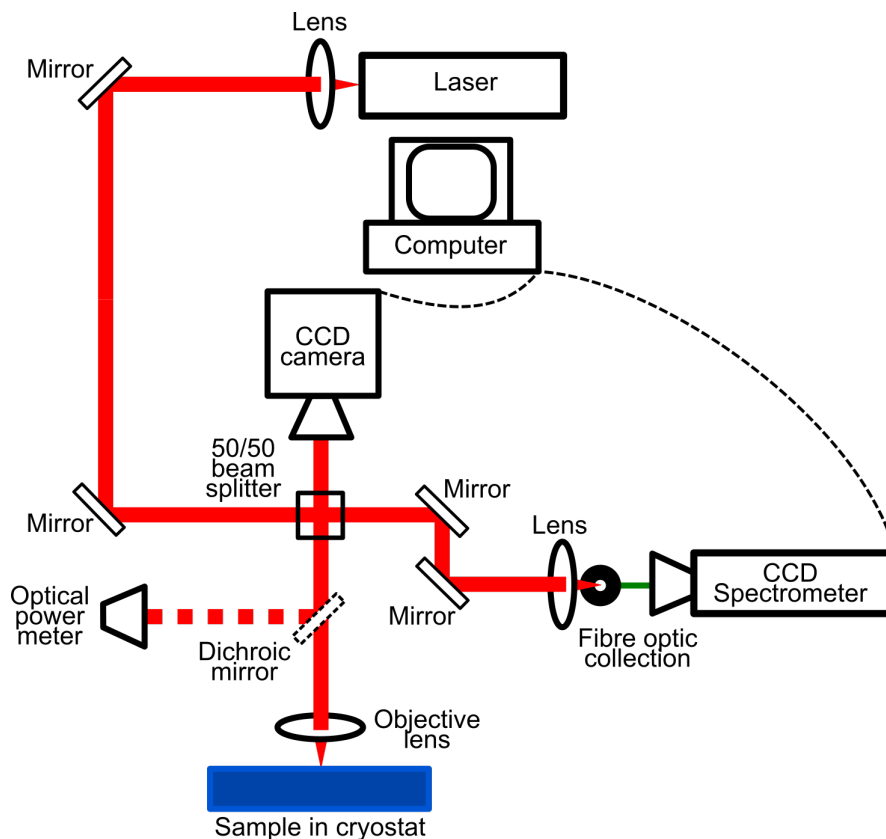 Lens
Mirror
Laser
Computer
CCD
camera
50/50
beam
splitter
Mirror
Mirror
Lens
CCD
Spectrometer
Optical
power
meter
Mirror
Dichroic
mirror
Fibre optic
collection
Objective
lens
Sample in cryostat